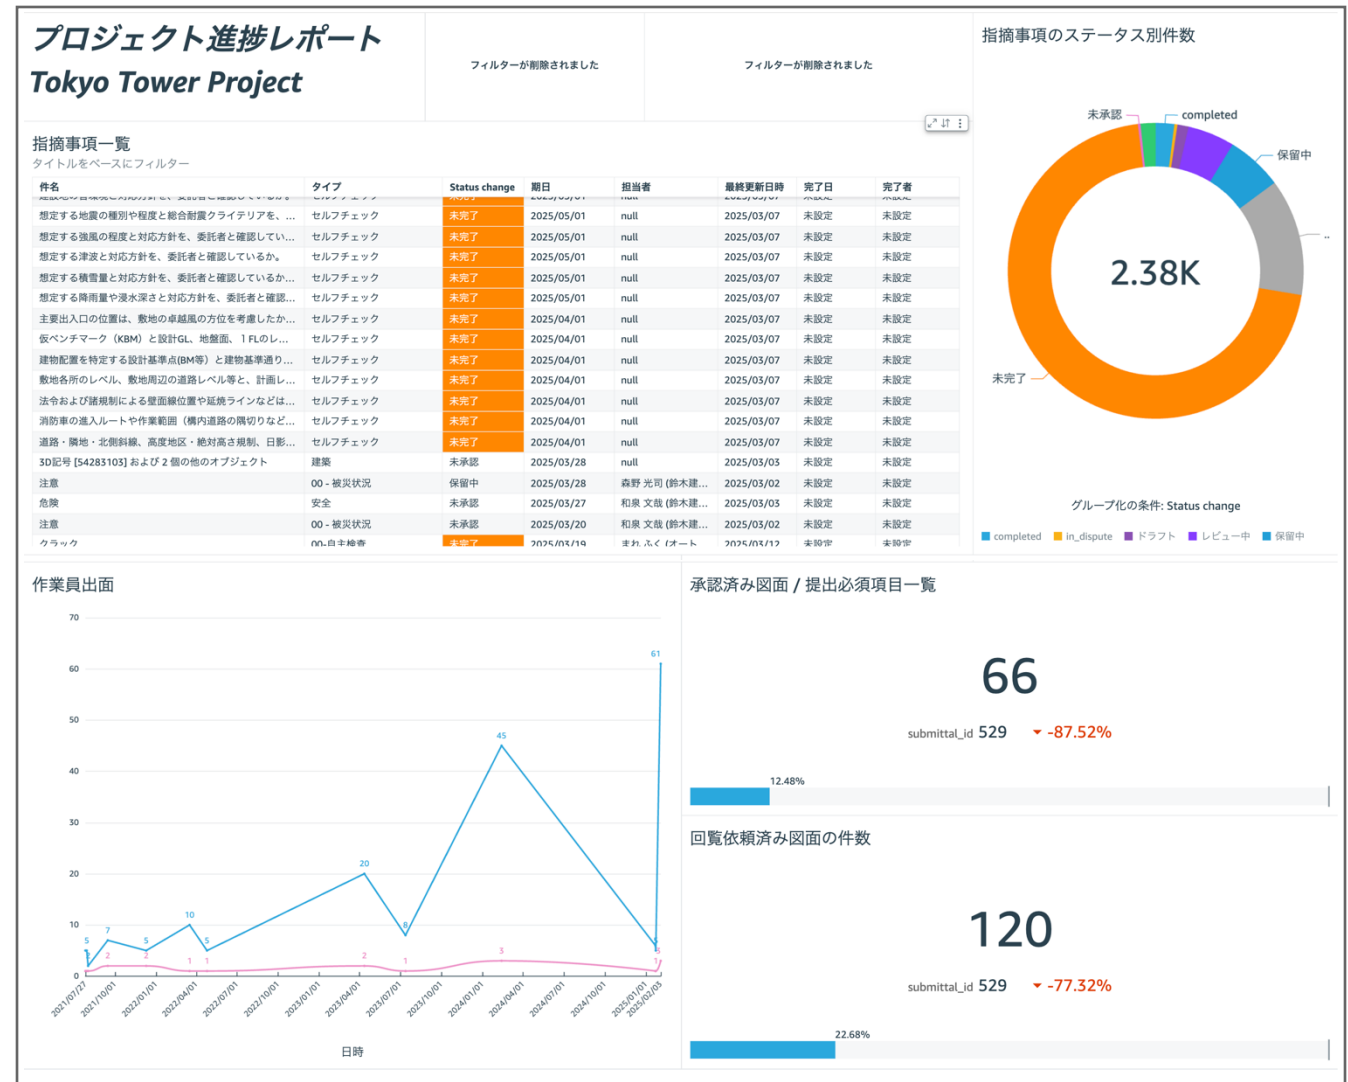 プロジェクト進捗レポート
Tokyo Tower Project
フィルターが削除されました
フィルターが削除されました
指摘事項一覧
タイトルをベースにフィルター
件名 タイプ Status change 期日 担当者 最終更新日時 完了日 完了者
想定する地震の種別や程度と総合耐震クライテリアを、... セルフチェック 未完了 2025/05/01 null 2025/03/07 未設定 未設定
想定する強風の程度と対応方針を、委託者と確認してい... セルフチェック 未完了 2025/05/01 null 2025/03/07 未設定 未設定
想定する津波と対応方針を、委託者と確認しているか。 セルフチェック 未完了 2025/05/01 null 2025/03/07 未設定 未設定
想定する積雪量と対応方針を、委託者と確認しているか... セルフチェック 未完了 2025/05/01 null 2025/03/07 未設定 未設定
想定する降雨量や浸水深さと対応方針を、委託者と確認... セルフチェック 未完了 2025/05/01 null 2025/03/07 未設定 未設定
主要出入口の位置は、敷地の卓越風の方位を考慮したか... セルフチェック 未完了 2025/04/01 null 2025/03/07 未設定 未設定
仮ベンチマーク（KBM）と設計GL、地盤面、１FLのレ... セルフチェック 未完了 2025/04/01 null 2025/03/07 未設定 未設定
建物配置を特定する設計基準点(BM等）と建物基準通り... セルフチェック 未完了 2025/04/01 null 2025/03/07 未設定 未設定
敷地各所のレベル、敷地周辺の道路レベル等と、計画レ... セルフチェック 未完了 2025/04/01 null 2025/03/07 未設定 未設定
法令および諸規制による壁面線位置や延焼ラインなどは... セルフチェック 未完了 2025/04/01 null 2025/03/07 未設定 未設定
消防車の進入ルートや作業範囲（構内道路の隅切りなど... セルフチェック 未完了 2025/04/01 null 2025/03/07 未設定 未設定
道路・隣地・北側斜線、高度地区・絶対高さ規制、日影... セルフチェック 未完了 2025/04/01 null 2025/03/07 未設定 未設定
3D記号 [54283103] および 2 個の他のオブジェクト 建築 未承認 2025/03/28 null 2025/03/03 未設定 未設定
注意 00 - 被災状況 保留中 2025/03/28 森野 光司 (鈴木建... 2025/03/02 未設定 未設定
危険 安全 未承認 2025/03/27 和泉 文哉 (鈴木建... 2025/03/03 未設定 未設定
注意 00 - 被災状況 未承認 2025/03/20 和泉 文哉 (鈴木建... 2025/03/02 未設定 未設定
クラック 00-自主検査 未完了 2025/03/19 まれ ふく (オート... 2025/03/12 未設定 未設定
指摘事項のステータス別件数
未承認
completed
保留中
..
2.38K
未完了
グループ化の条件: Status change
completed in_dispute ドラフト レビュー中 保留中
作業員出面
70
60
50
40
30
20
10
0
5 7 5 10 5 20 8 45 61
2 2 1 1 2 1 3 1 3
2021/07/27 2021/10/01 2022/01/01 2022/04/01 2022/07/01 2022/10/01 2023/01/01 2023/04/01 2023/07/01 2023/10/01 2024/01/01 2024/04/01 2024/07/01 2024/10/01 2025/01/01 2025/02/03
日時
承認済み図面 / 提出必須項目一覧
66
submittal_id 529 -87.52%
12.48%
回覧依頼済み図面の件数
120
submittal_id 529 -77.32%
22.68%